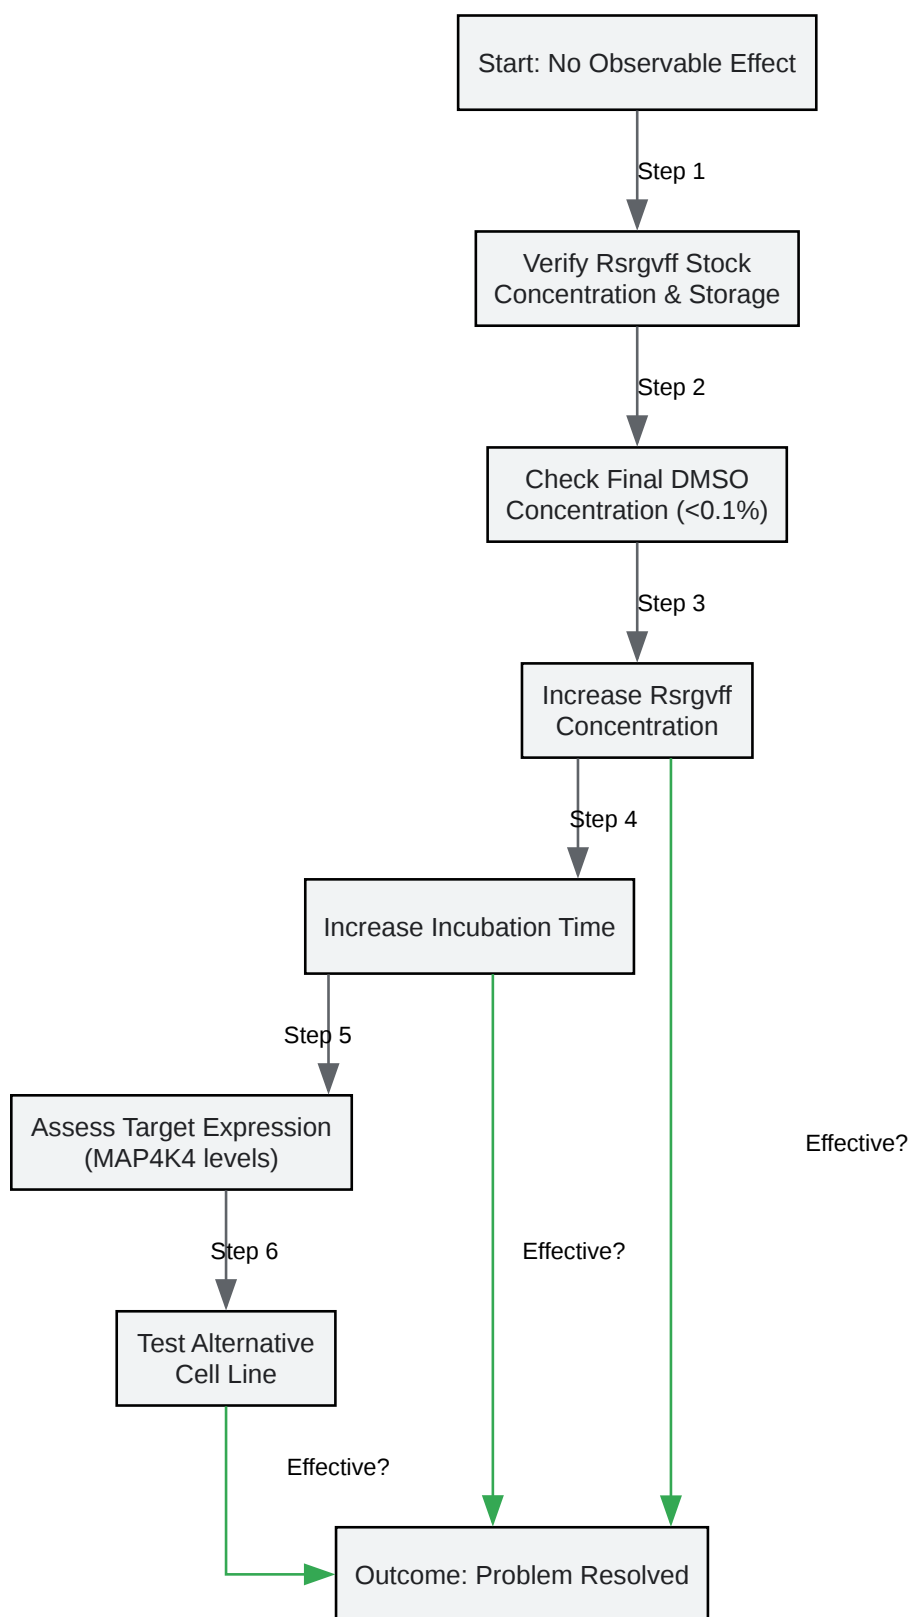 Start: No Observable Effect
Step 1
Verify Rsrgvff Stock
Concentration & Storage
Step 2
Check Final DMSO
Concentration (<0.1%)
Step 3
Increase Rsrgvff
Concentration
Step 4
Increase Incubation Time
Step 5
Assess Target Expression
(MAP4K4 levels)
Effective?
Step 6
Effective?
Test Alternative
Cell Line
Effective?
Outcome: Problem Resolved